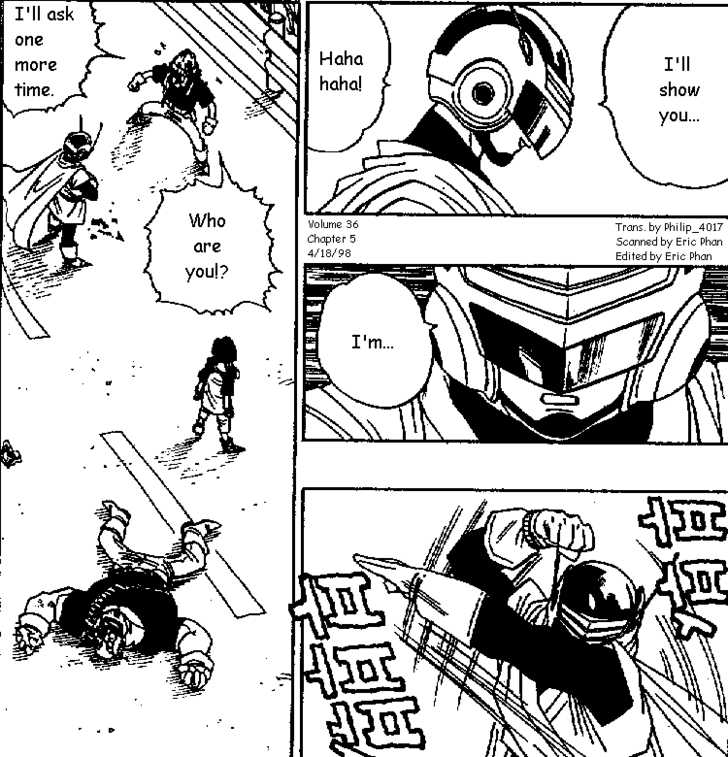 I'll ask
one
more
time.
Who
are
you!?
I'll
show
you...
Haha
haha!
Volume 36
Chapter 5
4/18/98
Trans. by Philip_4017
Scanned by Eric Phan
Edited by Eric Phan
I'm...